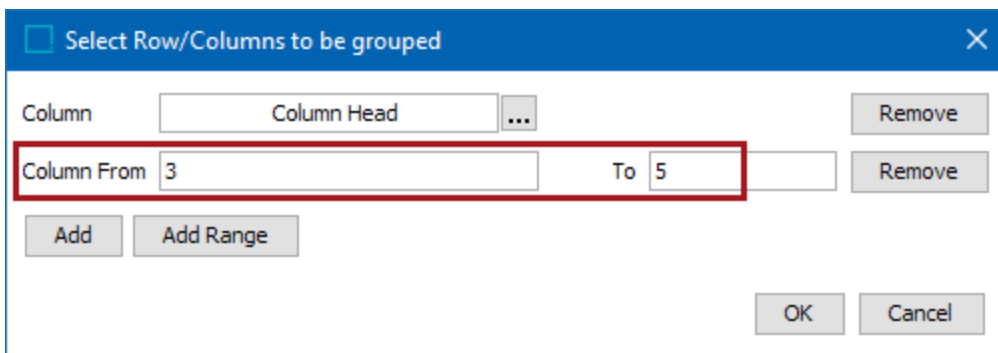 Select Row/Columns to be grouped
Column Column Head ... Remove
Column From 3 To 5 Remove
Add Add Range
OK Cancel